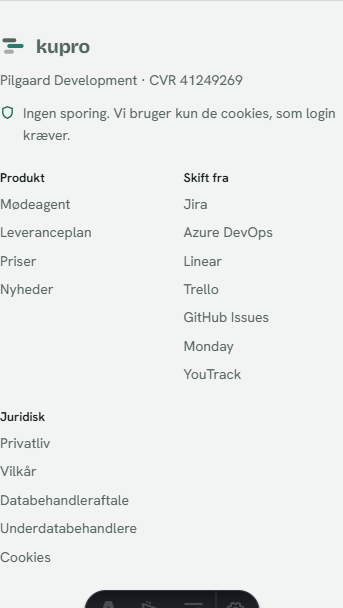 kupro
Pilgaard Development · CVR 41249269
Ingen sporing. Vi bruger kun de cookies, som login
kræver.
Produkt
Mødeagent
Leveranceplan
Priser
Nyheder
Skift fra
Jira
Azure DevOps
Linear
Trello
GitHub Issues
Monday
YouTrack
Juridisk
Privatliv
Vilkår
Databehandleraftale
Underdatabehandlere
Cookies